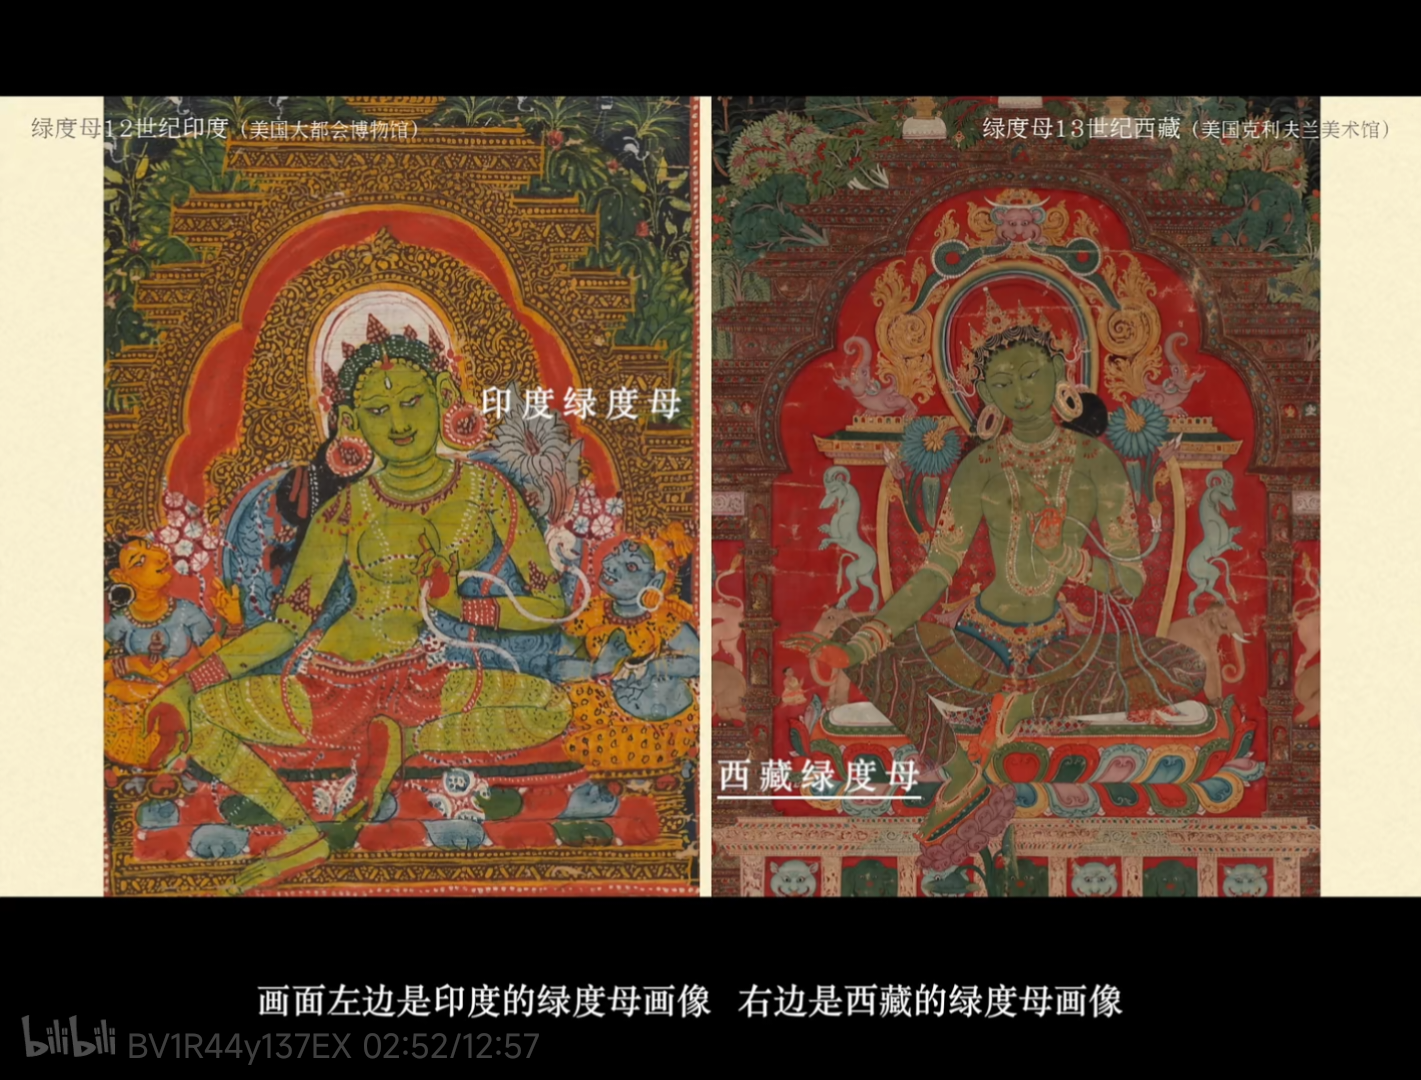 绿度母12世纪印度（美国大都会博物馆）
绿度母13世纪西藏（美国克利夫兰美术馆）
印度绿度母
西藏绿度母
画面左边是印度的绿度母画像 右边是西藏的绿度母画像
bilibili BV1R44y137EX 02:52/12:57